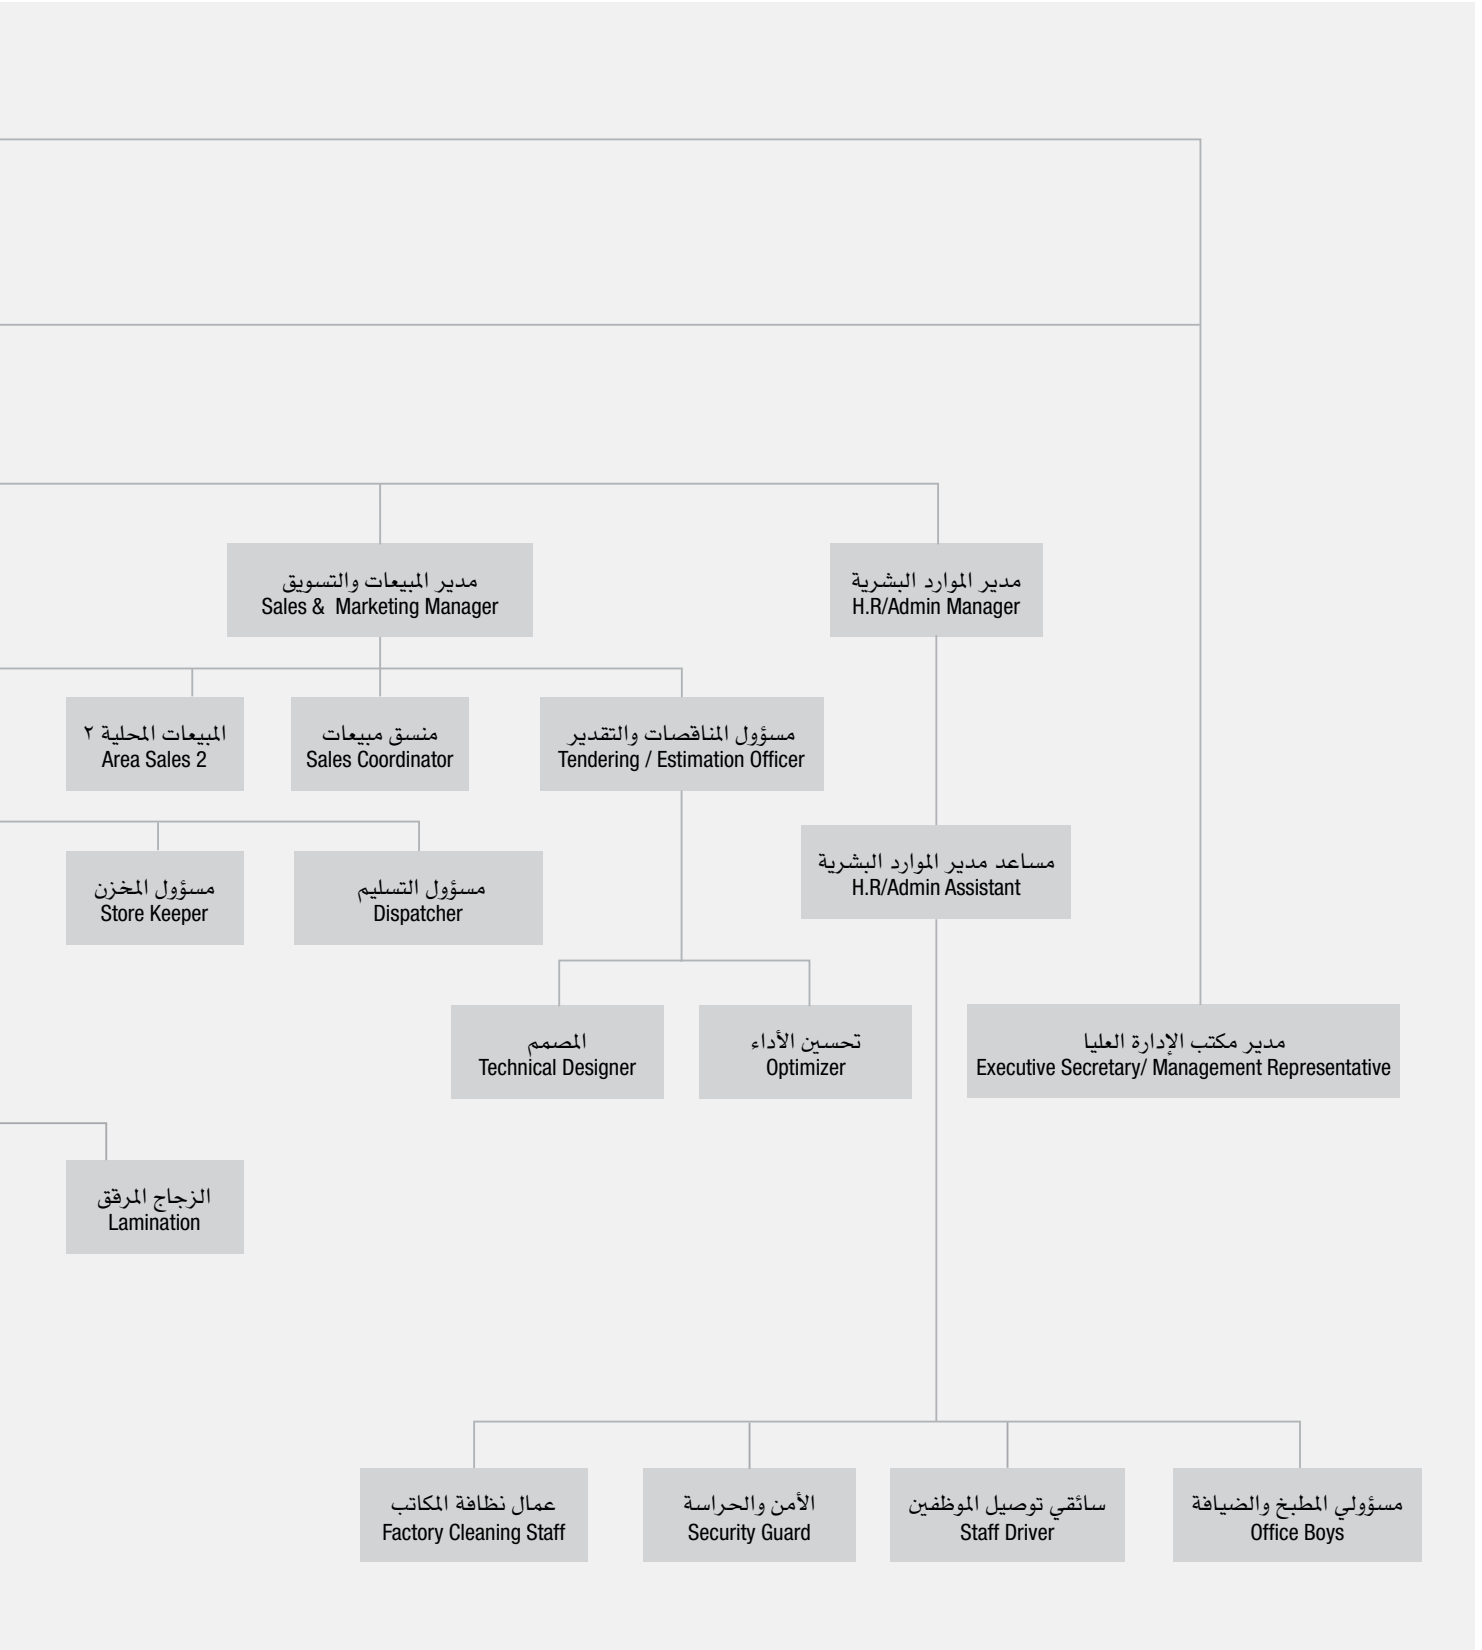 مدير المبيعات والتسويق
Sales & Marketing Manager
مدير الموارد البشرية
H.R/Admin Manager
المبيعات المحلية ٢
Area Sales 2
منسق مبيعات
Sales Coordinator
مسؤول المناقصات والتقدير
Tendering / Estimation Officer
مسؤول المخزن
Store Keeper
مسؤول التسليم
Dispatcher
مساعد مدير الموارد البشرية
H.R/Admin Assistant
المصمم
Technical Designer
تحسين الأداء
Optimizer
مدير مكتب الإدارة العليا
Executive Secretary/ Management Representative
الزجاج المرقق
Lamination
عمال نظافة المكاتب
Factory Cleaning Staff
الأمن والحراسة
Security Guard
سائقي توصيل الموظفين
Staff Driver
مسؤولي المطبخ والضيافة
Office Boys